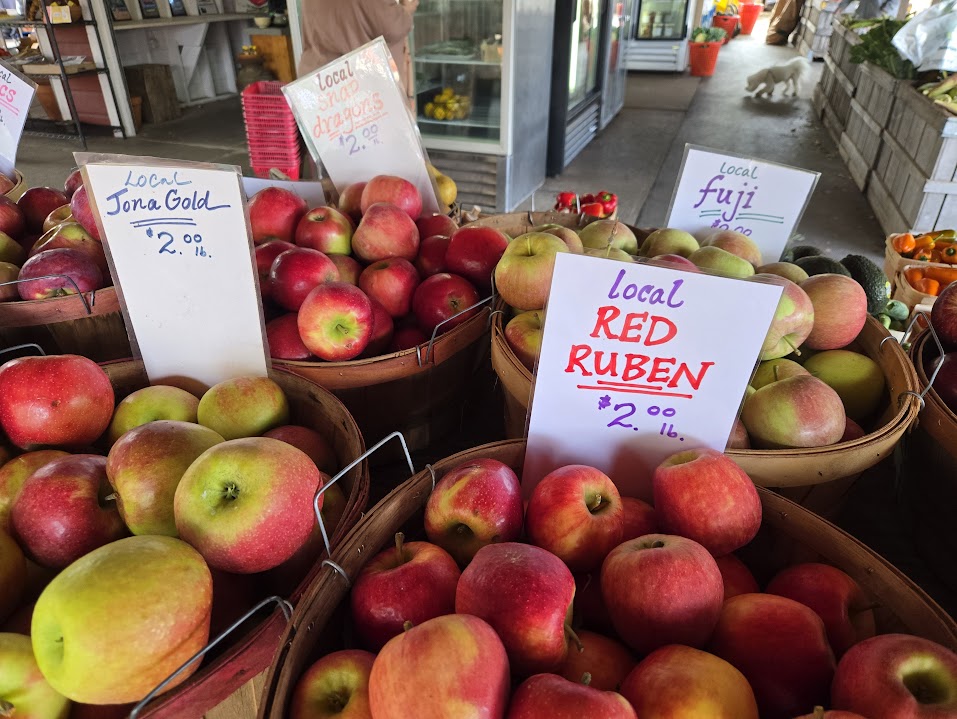 Local
Jona Gold
$2.00 lb.
Local
snap
dragons
$2.00
Local
fuji
Local
RED
RUBEN
$2.00
lb.
local